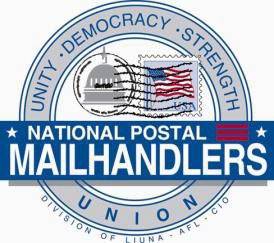 UNITY · DEMOCRACY · STRENGTH
USA
★ NATIONAL POSTAL
MAILHANDLERS ★
UNION
DIVISION OF LIUNA - AFL - CIO